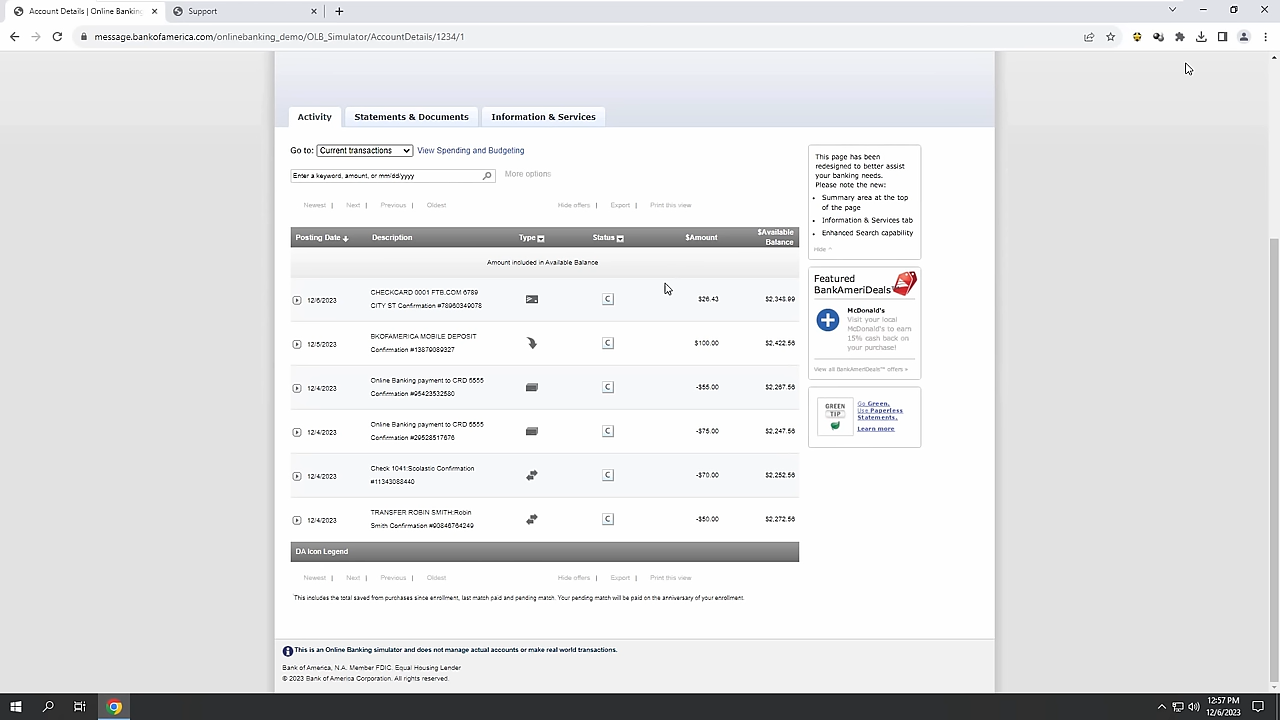 Account Details | Online Banking
Support
message.bankofamerica.com/onlinebanking_demo/OLB_Simulator/AccountDetails/1234/1
Activity
Statements & Documents
Information & Services
Go to: Current transactions View Spending and Budgeting
Enter a keyword, amount, or mm/dd/yyyy
More options
Newest | Next | Previous | Oldest
Hide offers | Export | Print this view
Posting Date Description Type Status $Amount $Available Balance
Amount included in Available Balance
12/6/2023 CHECKCARD 0001 FTB.COM 6789 C $26.43 $2,348.99
CITY ST Confirmation #78960349078
12/5/2023 BKOFAMERICA MOBILE DEPOSIT C $100.00 $2,422.56
Confirmation #13879089327
12/4/2023 Online Banking payment to CRD 5555 C -$55.00 $2,267.56
Confirmation #95423532580
12/4/2023 Online Banking payment to CRD 5555 C -$75.00 $2,247.56
Confirmation #29528517676
12/4/2023 Check 1041:Scolastic Confirmation C -$70.00 $2,252.56
#11343088440
12/4/2023 TRANSFER ROBIN SMITH:Robin C -$50.00 $2,272.56
Smith Confirmation #90846764249
DA Icon Legend
Newest | Next | Previous | Oldest
Hide offers | Export | Print this view
This includes the total saved from purchases since enrollment, last match paid and pending match. Your pending match will be paid on the anniversary of your enrollment.
This page has been
redesigned to better assist
your banking needs.
Please note the new:
• Summary area at the top
of the page
• Information & Services tab
• Enhanced Search capability
Hide
Featured
BankAmeriDeals
McDonald's
Visit your local
McDonald's to earn
15% cash back on
your purchase!
View all BankAmeriDeals™ offers »
GREEN
TIP
Go Green.
Use Paperless
Statements.
Learn more
This is an Online Banking simulator and does not manage actual accounts or make real world transactions.
Bank of America, N.A. Member FDIC. Equal Housing Lender
© 2023 Bank of America Corporation. All rights reserved.
12:57 PM
12/6/2023